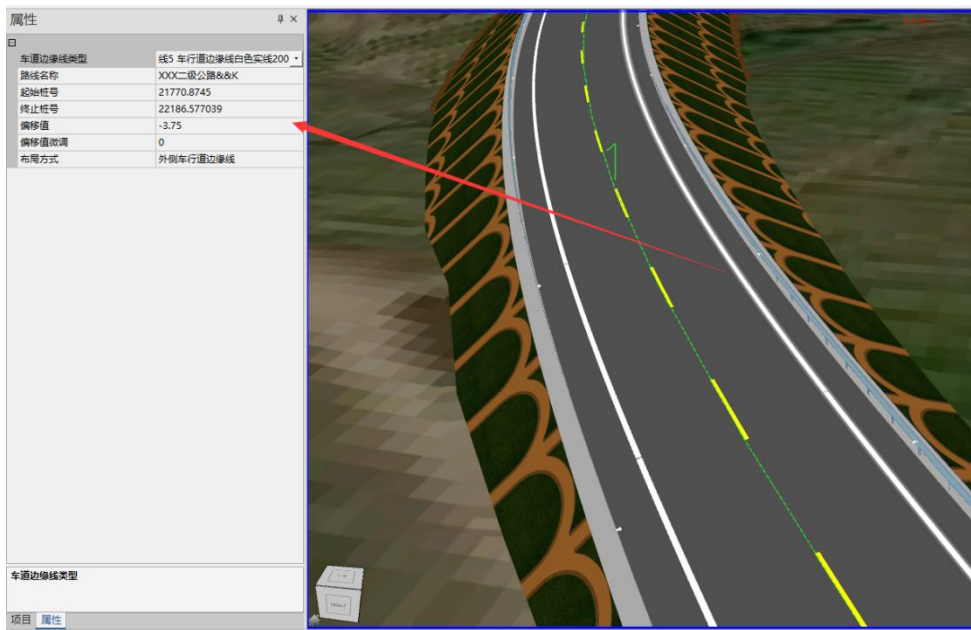 属性
车道边缘线类型 线5 车行道边缘线白色实线200
路线名称 XXX二级公路&&K
起始桩号 21770.8745
终止桩号 22186.577039
偏移值 -3.75
偏移值微调 0
布局方式 外侧车行道边缘线
车道边缘线类型
项目 属性
FRONT